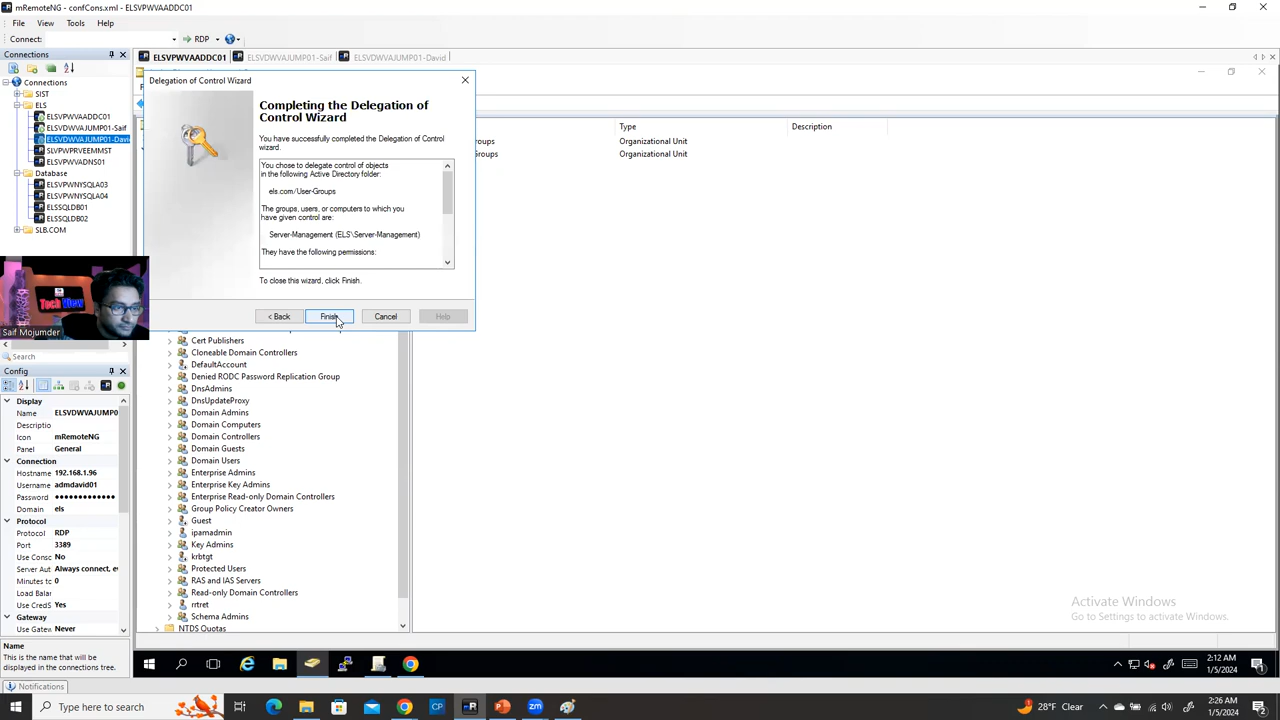 mRemoteNG - confCons.xml - ELSVPWVAADDC01
File View Tools Help
Connect: RDP
Connections
ELSVPWVAADDC01 ELSVDWVAJUMP01-Saif ELSVDWVAJUMP01-David
Connections
SIST
ELS
ELSVPWVAADDC01
ELSVDWVAJUMP01-Saif
ELSVDWVAJUMP01-Davi
SLVPWPRVEEMMST
ELSVPWVADNS01
Database
ELSVPWNYSQLA03
ELSVPWNYSQLA04
ELSSQLDB01
ELSSQLDB02
SLB.COM
Delegation of Control Wizard
Completing the Delegation of
Control Wizard
You have successfully completed the Delegation of Control
wizard.
You chose to delegate control of objects
in the following Active Directory folder:
els.com/User-Groups
The groups, users, or computers to which you
have given control are:
Server-Management (ELS\Server-Management)
They have the following permissions:
To close this wizard, click Finish.
< Back Finish Cancel Help
Type Description
roups Organizational Unit
Groups Organizational Unit
Tech View
Saif Mojumder
Search
Cert Publishers
Cloneable Domain Controllers
DefaultAccount
Denied RODC Password Replication Group
DnsAdmins
DnsUpdateProxy
Domain Admins
Domain Computers
Domain Controllers
Domain Guests
Domain Users
Enterprise Admins
Enterprise Key Admins
Enterprise Read-only Domain Controllers
Group Policy Creator Owners
Guest
ipamadmin
Key Admins
krbtgt
Protected Users
RAS and IAS Servers
Read-only Domain Controllers
rrtret
Schema Admins
NTDS Quotas
Config
Display
Name ELSVDWVAJUMP0
Descriptio
Icon mRemoteNG
Panel General
Connection
Hostname 192.168.1.96
Username admdavid01
Password ••••••••••••
Domain els
Protocol
Protocol RDP
Port 3389
Use Consc No
Server Aut Always connect, ev
Minutes to 0
Load Balar
Use CredS Yes
Gateway
Use Gatew Never
Name
This is the name that will be
displayed in the connections tree.
Notifications
Activate Windows
Go to Settings to activate Windows.
2:12 AM
1/5/2024
Type here to search
28°F Clear
2:26 AM
1/5/2024